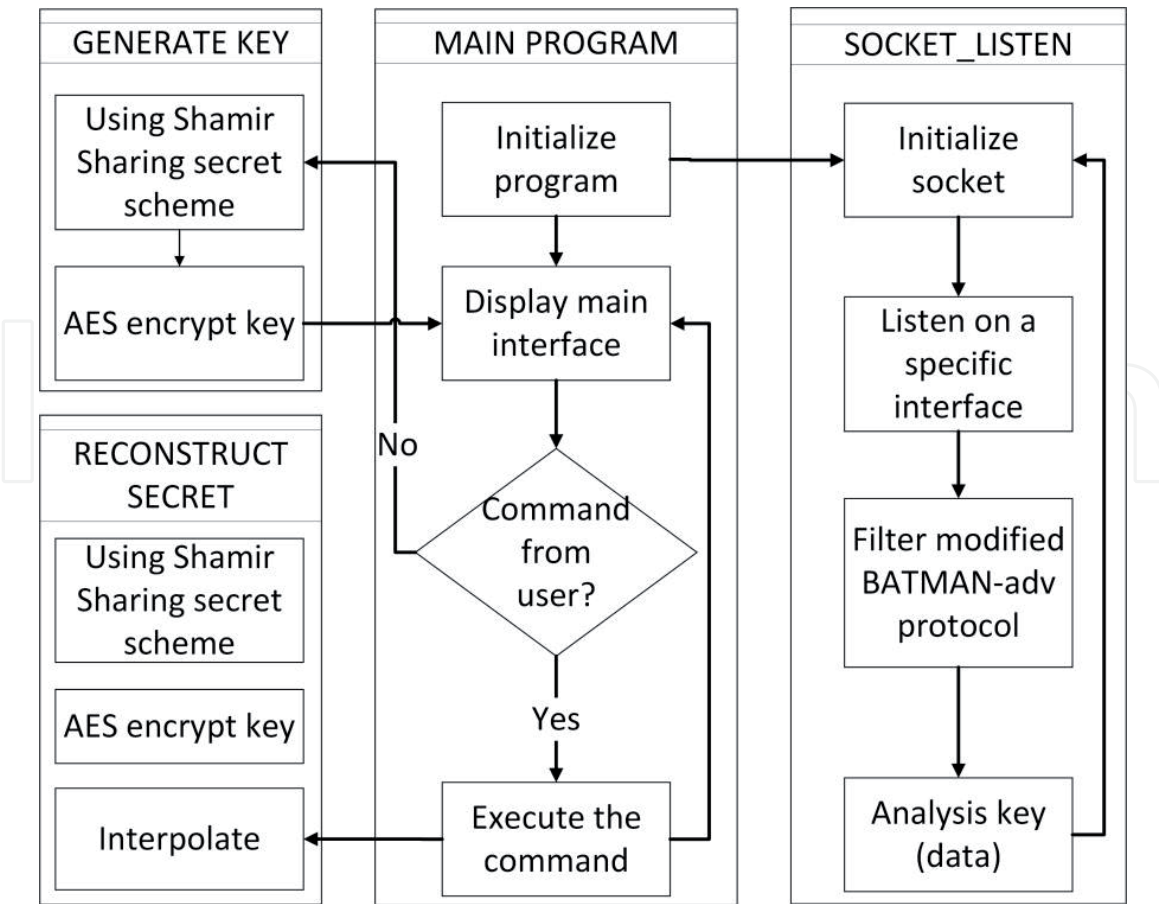 GENERATE KEY
Using Shamir
Sharing secret
scheme
AES encrypt key
RECONSTRUCT
SECRET
Using Shamir
Sharing secret
scheme
AES encrypt key
Interpolate
MAIN PROGRAM
Initialize
program
Display main
interface
No
Command
from
user?
Yes
Execute the
command
SOCKET_LISTEN
Initialize
socket
Listen on a
specific
interface
Filter modified
BATMAN-adv
protocol
Analysis key
(data)